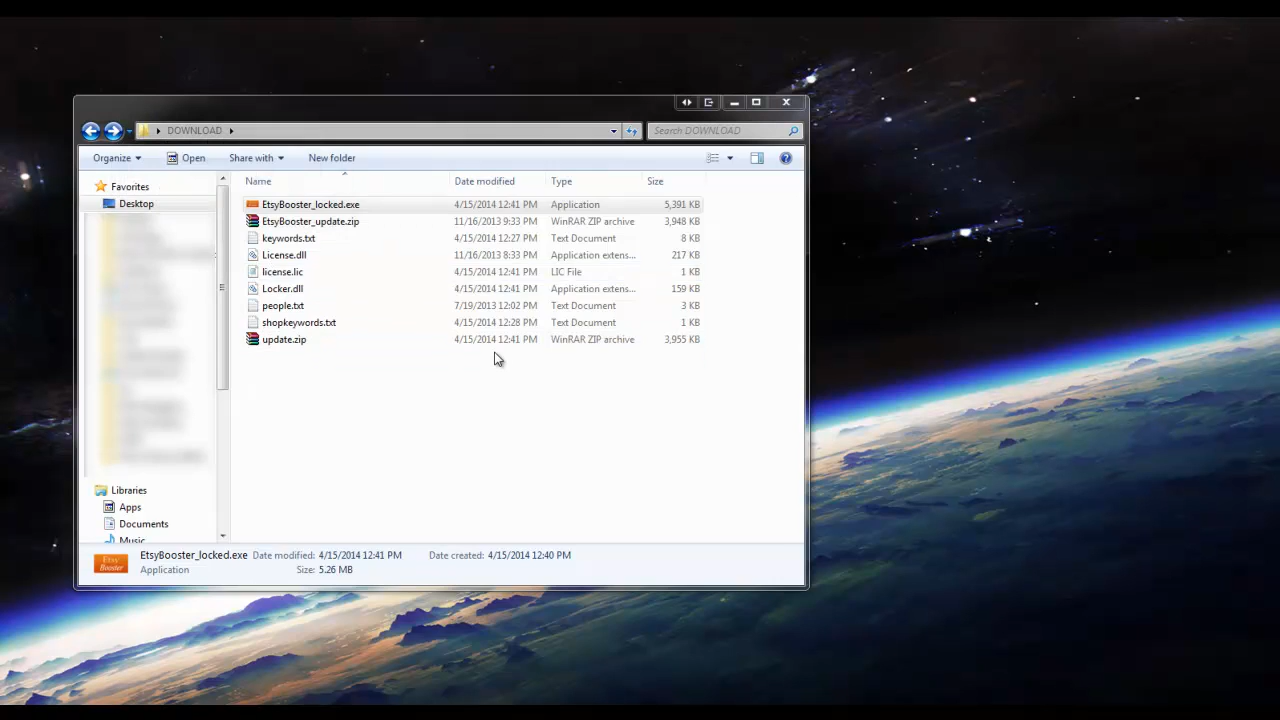 DOWNLOAD
Search DOWNLOAD
Organize Open Share with New folder
Name Date modified Type Size
Favorites
Desktop
EtsyBooster_locked.exe 4/15/2014 12:41 PM Application 5,391 KB
EtsyBooster_update.zip 11/16/2013 9:33 PM WinRAR ZIP archive 3,948 KB
keywords.txt 4/15/2014 12:27 PM Text Document 8 KB
License.dll 11/16/2013 8:33 PM Application extens... 217 KB
license.lic 4/15/2014 12:41 PM LIC File 1 KB
Locker.dll 4/15/2014 12:41 PM Application extens... 159 KB
people.txt 7/19/2013 12:02 PM Text Document 3 KB
shopkeywords.txt 4/15/2014 12:28 PM Text Document 1 KB
update.zip 4/15/2014 12:41 PM WinRAR ZIP archive 3,955 KB
Libraries
Apps
Documents
Music
Etsy
Booster
EtsyBooster_locked.exe Date modified: 4/15/2014 12:41 PM Date created: 4/15/2014 12:40 PM
Application Size: 5.26 MB